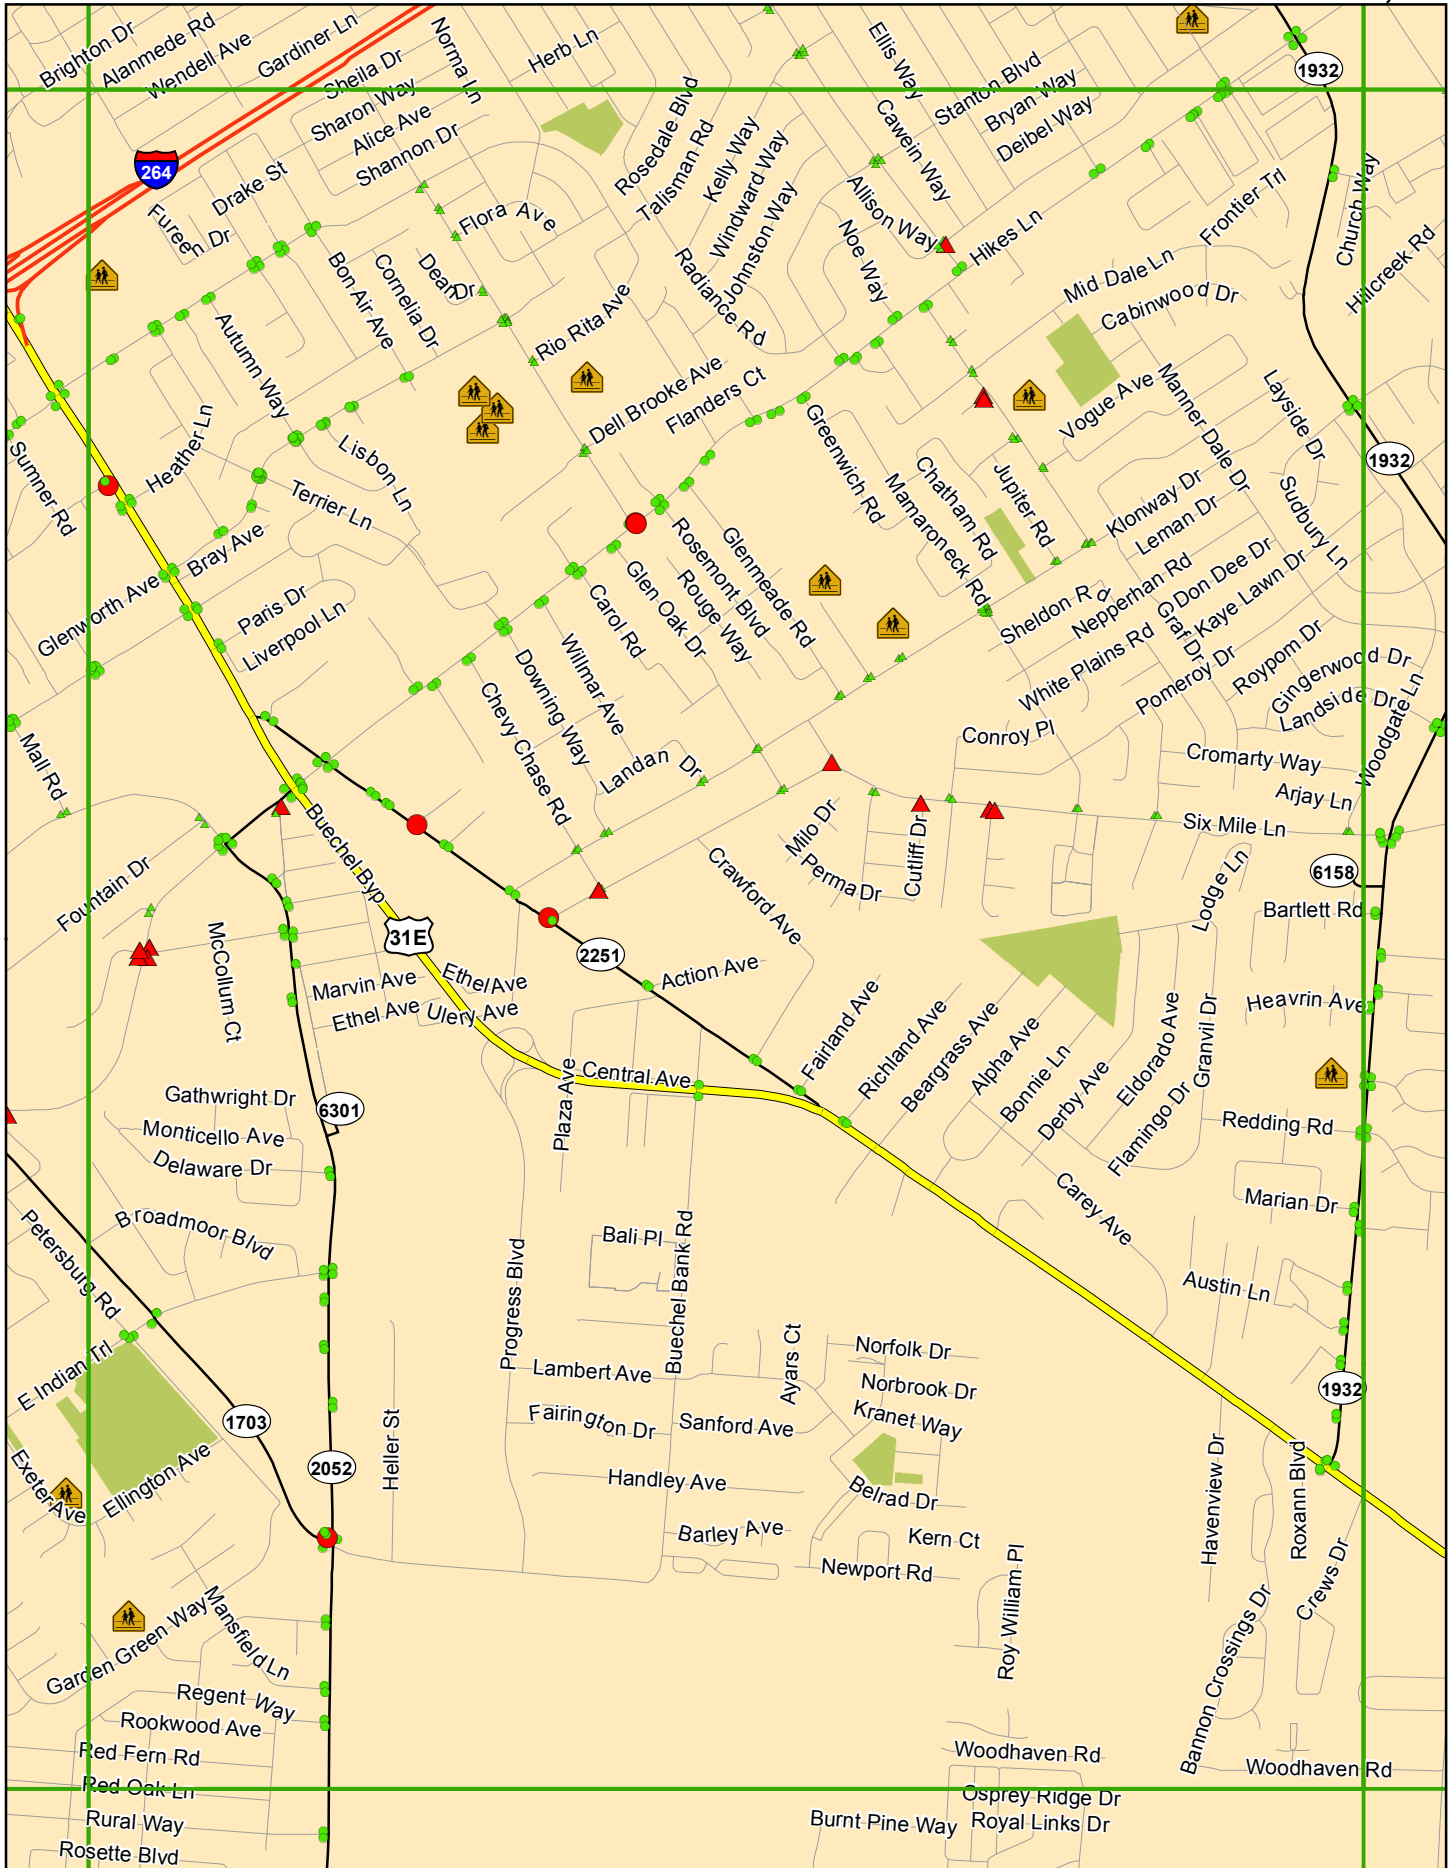 Brighton Dr
Alanmede Rd
Wendell Ave
Gardiner Ln
Sheila Dr
Sharon Way
Alice Ave
Shannon Dr
Norma Ln
Herb Ln
Ellis Way
Stanton Blvd
Bryan Way
Deibel Way
Cawein Way
1932
264
Drake St
Fureen Dr
Flora Ave
Rosedale Blvd
Talisman Rd
Kelly Way
Windward Way
Johnston Way
Allison Way
Noe Way
Hikes Ln
Frontier Trl
Church Way
Hillcreek Rd
Bon Air Ave
Cornelia Dr
Dean Dr
Rio Rita Ave
Radiance Rd
Mid Dale Ln
Cabinwood Dr
Autumn Way
Dell Brooke Ave
Flanders Ct
Vogue Ave
Manner Dale Dr
Layside Dr
1932
Sumner Rd
Heather Ln
Lisbon Ln
Terrier Ln
Greenwich Rd
Mamaroneck Rd
Chatham Rd
Jupiter Rd
Klonway Dr
Leman Dr
Sudbury Ln
Bray Ave
Glenworth Ave
Paris Dr
Liverpool Ln
Rosemont Blvd
Glenmeade Rd
Rouge Way
Glen Oak Dr
Carol Rd
Willmar Ave
Downing Way
Chevy Chase Rd
Sheldon Rd
Nepperhan Rd
White Plains Rd
Graf Dr
Don Dee Dr
Kaye Lawn Dr
Pomeroy Dr
Roypom Dr
Gingerwood Dr
Landside Dr
Woodgate Ln
Mall Rd
Landan Dr
Conroy Pl
Cromarty Way
Arjay Ln
Six Mile Ln
Buechel Byp
Milo Dr
Perma Dr
Cutliff Dr
Crawford Ave
6158
Lodge Ln
Bartlett Rd
Fountain Dr
McCollum Ct
31E
2251
Marvin Ave
Ethel Ave
Ethel Ave
Ulery Ave
Action Ave
Heavrin Ave
Gathwright Dr
Monticello Ave
Delaware Dr
6301
Plaza Ave
Central Ave
Fairland Ave
Richland Ave
Beargrass Ave
Alpha Ave
Bonnie Ln
Derby Ave
Eldorado Ave
Flamingo Dr
Granvil Dr
Redding Rd
Marian Dr
Carey Ave
Austin Ln
Petersburg Rd
Broadmoor Blvd
Bali Pl
Progress Blvd
Buechel Bank Rd
Lambert Ave
Ayars Ct
Norfolk Dr
Norbrook Dr
Kranet Way
1932
E Indian Trl
1703
2052
Heller St
Fairington Dr
Sanford Ave
Handley Ave
Belrad Dr
Exeter Ave
Ellington Ave
Barley Ave
Kern Ct
Newport Rd
Roy William Pl
Havenview Dr
Roxann Blvd
Crews Dr
Bannon Crossings Dr
Garden Green Way
Mansfield Ln
Regent Way
Rookwood Ave
Red Fern Rd
Red Oak Ln
Rural Way
Rosette Blvd
Woodhaven Rd
Woodhaven Rd
Osprey Ridge Dr
Burnt Pine Way
Royal Links Dr